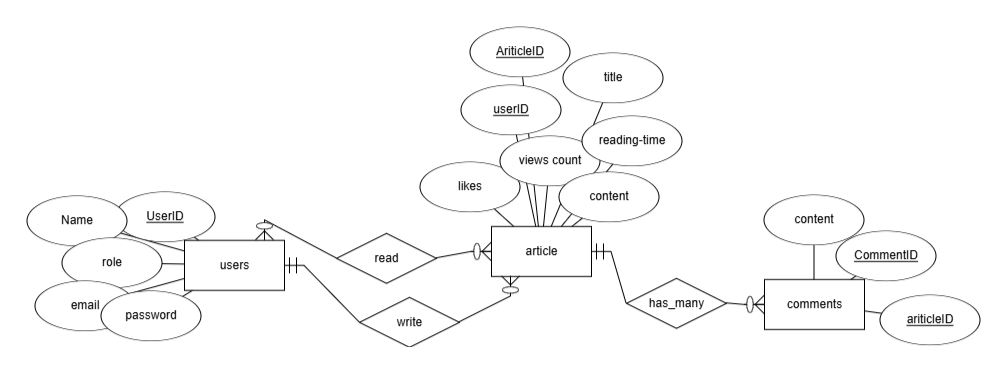 AriticleID
title
userID
reading-time
views count
likes
content
Name
UserID
content
role
users
read
article
CommentID
email
password
write
has_many
comments
ariticleID